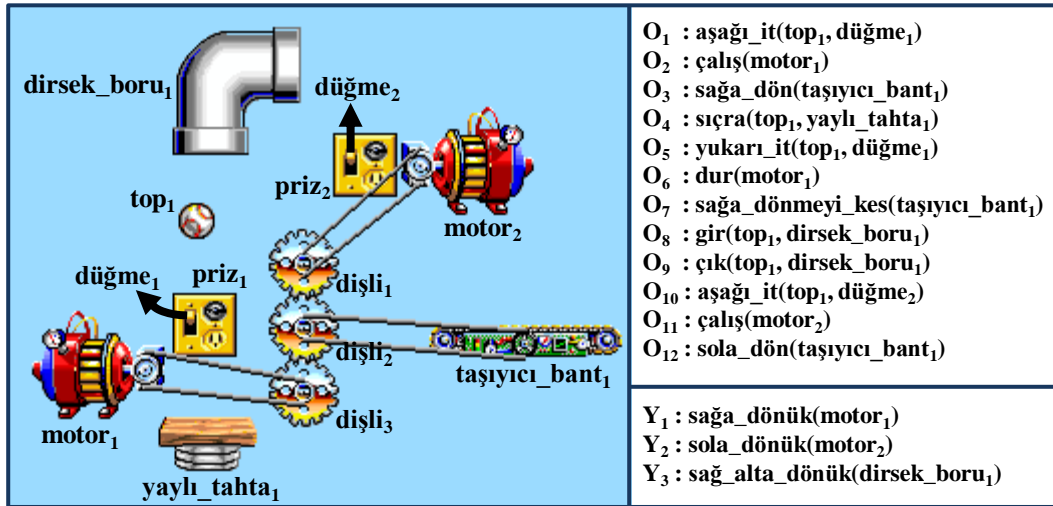 dirsek_boru₁
düğme₂
priz₂
motor₂
top₁
düğme₁
priz₁
dişli₁
dişli₂
taşıyıcı_bant₁
dişli₃
motor₁
yaylı_tahta₁
O₁ : aşağı_it(top₁, düğme₁)
O₂ : çalış(motor₁)
O₃ : sağa_dön(taşıyıcı_bant₁)
O₄ : sıçra(top₁, yaylı_tahta₁)
O₅ : yukarı_it(top₁, düğme₁)
O₆ : dur(motor₁)
O₇ : sağa_dönmeyi_kes(taşıyıcı_bant₁)
O₈ : gir(top₁, dirsek_boru₁)
O₉ : çık(top₁, dirsek_boru₁)
O₁₀ : aşağı_it(top₁, düğme₂)
O₁₁ : çalış(motor₂)
O₁₂ : sola_dön(taşıyıcı_bant₁)
Y₁ : sağa_dönük(motor₁)
Y₂ : sola_dönük(motor₂)
Y₃ : sağ_alta_dönük(dirsek_boru₁)